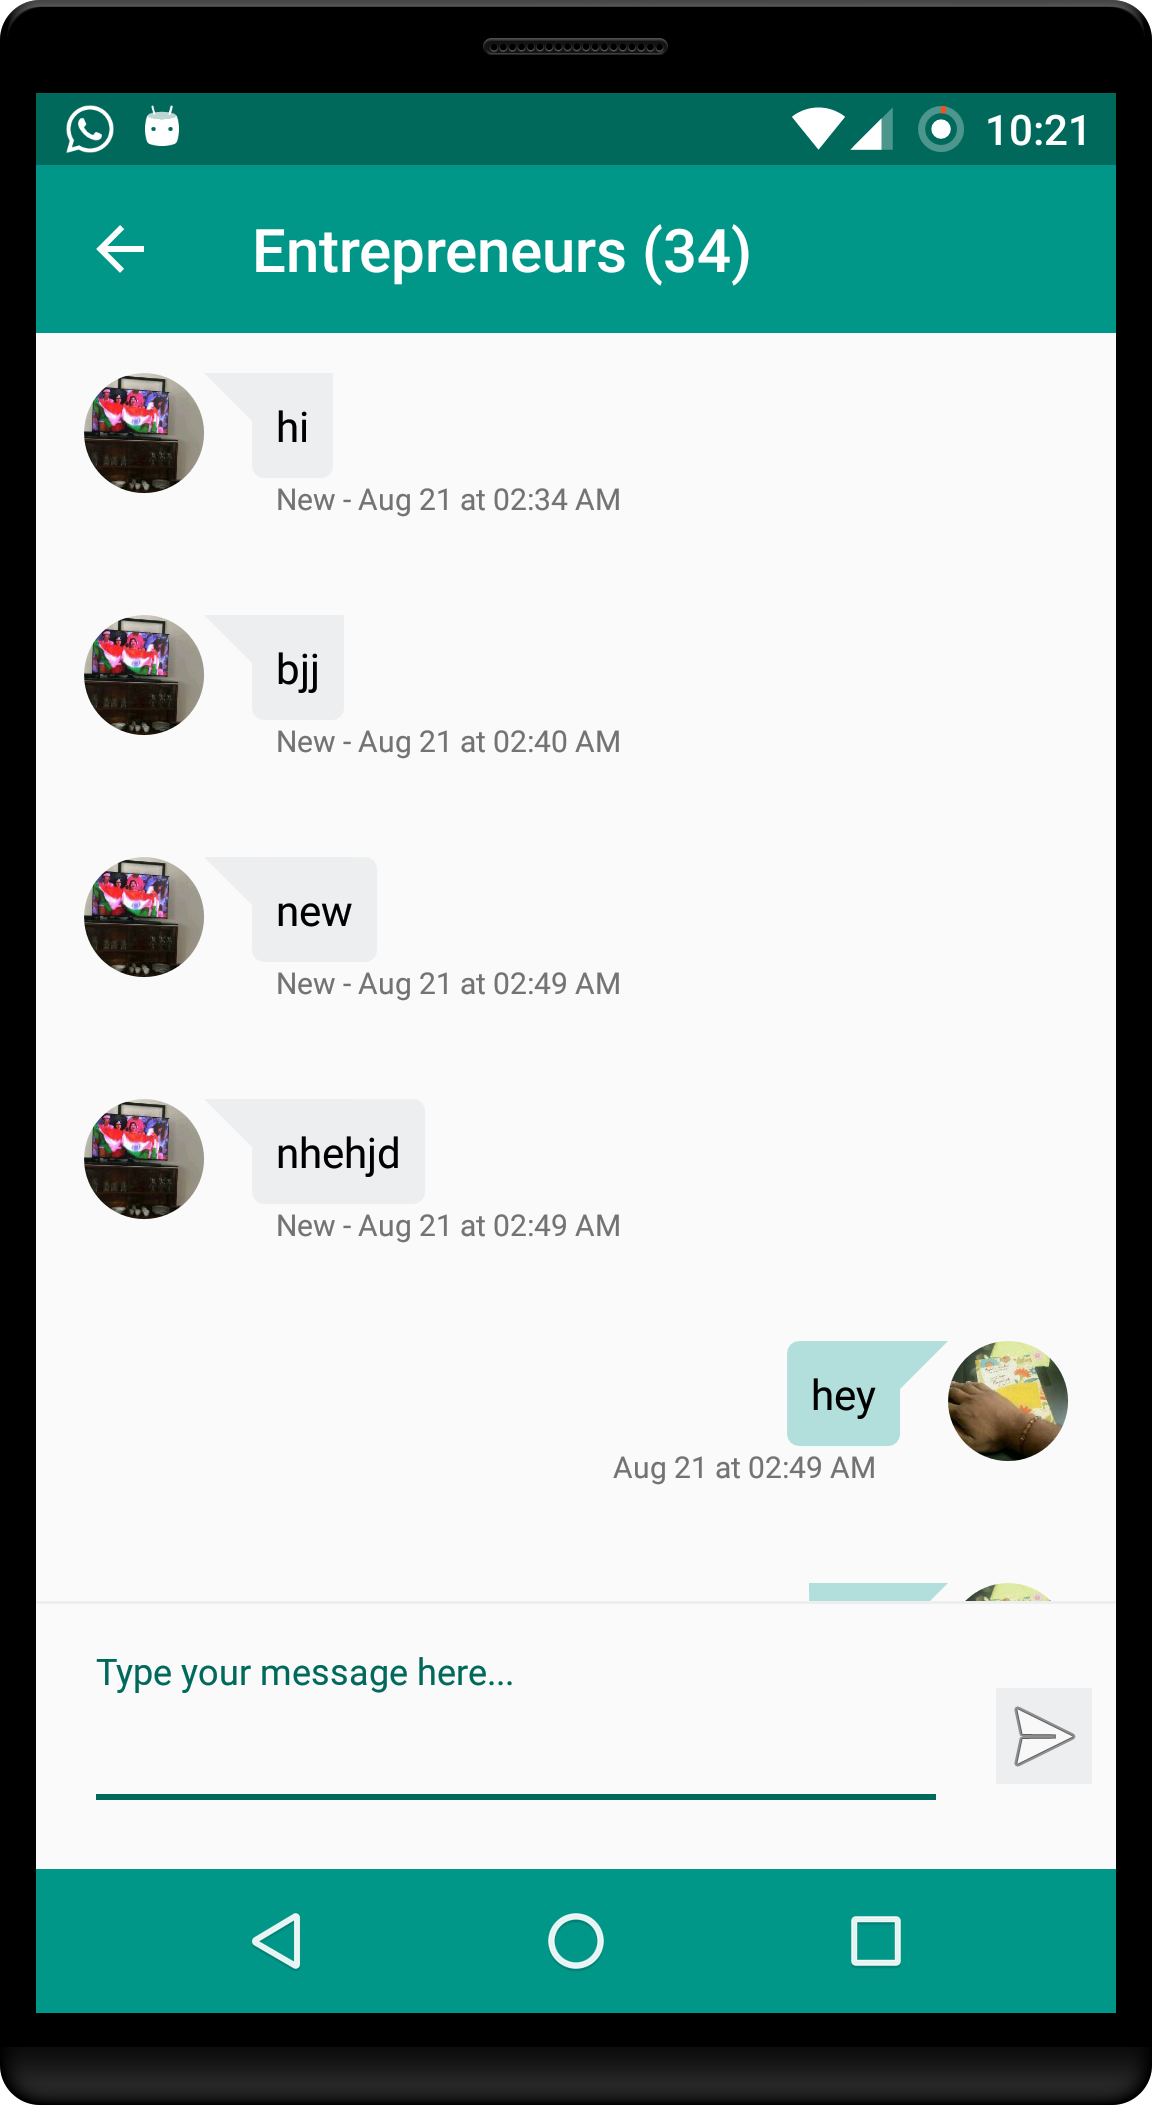 10:21
Entrepreneurs (34)
hi
New - Aug 21 at 02:34 AM
bjj
New - Aug 21 at 02:40 AM
new
New - Aug 21 at 02:49 AM
nhehjd
New - Aug 21 at 02:49 AM
hey
Aug 21 at 02:49 AM
Type your message here...